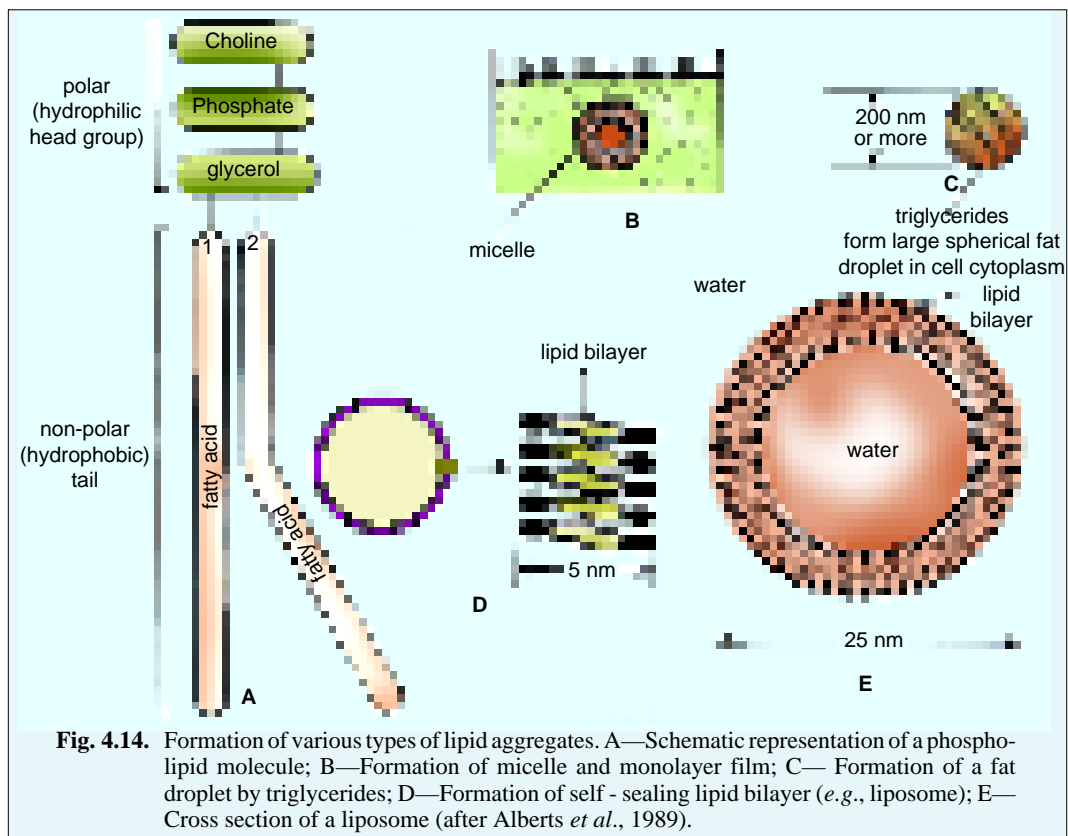 Choline
Phosphate
glycerol
polar
(hydrophilic
head group)
1
2
non-polar
(hydrophobic)
tail
fatty acid
fatty acid
A
micelle
B
200 nm
or more
C
triglycerides
form large spherical fat
droplet in cell cytoplasm
water
lipid
bilayer
lipid bilayer
5 nm
D
water
25 nm
E
Fig. 4.14. Formation of various types of lipid aggregates. A—Schematic representation of a phospho-
lipid molecule; B—Formation of micelle and monolayer film; C— Formation of a fat
droplet by triglycerides; D—Formation of self - sealing lipid bilayer (e.g., liposome); E—
Cross section of a liposome (after Alberts et al., 1989).